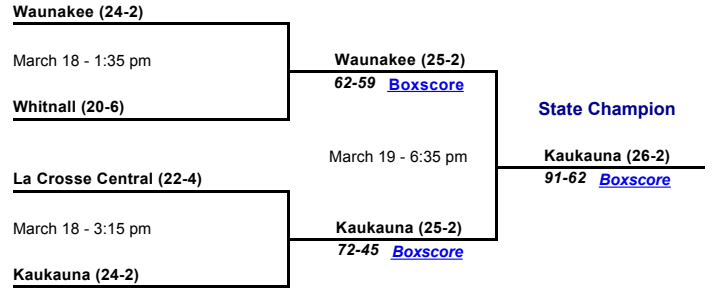 Waunakee (24-2)
March 18 - 1:35 pm
Waunakee (25-2)
62-59 Boxscore
Whitnall (20-6)
State Champion
March 19 - 6:35 pm
Kaukauna (26-2)
91-62 Boxscore
La Crosse Central (22-4)
March 18 - 3:15 pm
Kaukauna (25-2)
72-45 Boxscore
Kaukauna (24-2)